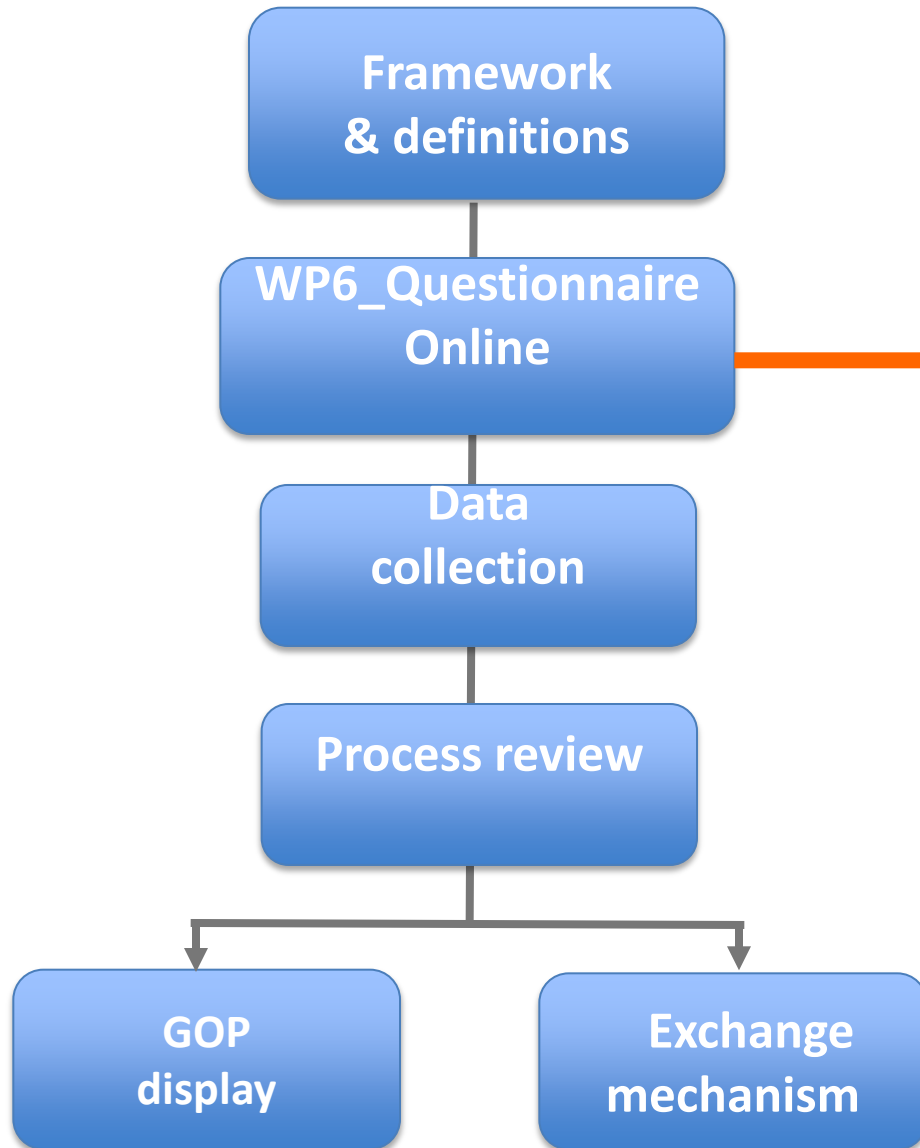 Framework
& definitions
WP6_Questionnaire
Online
Data
collection
Process review
GOP
display
Exchange
mechanism